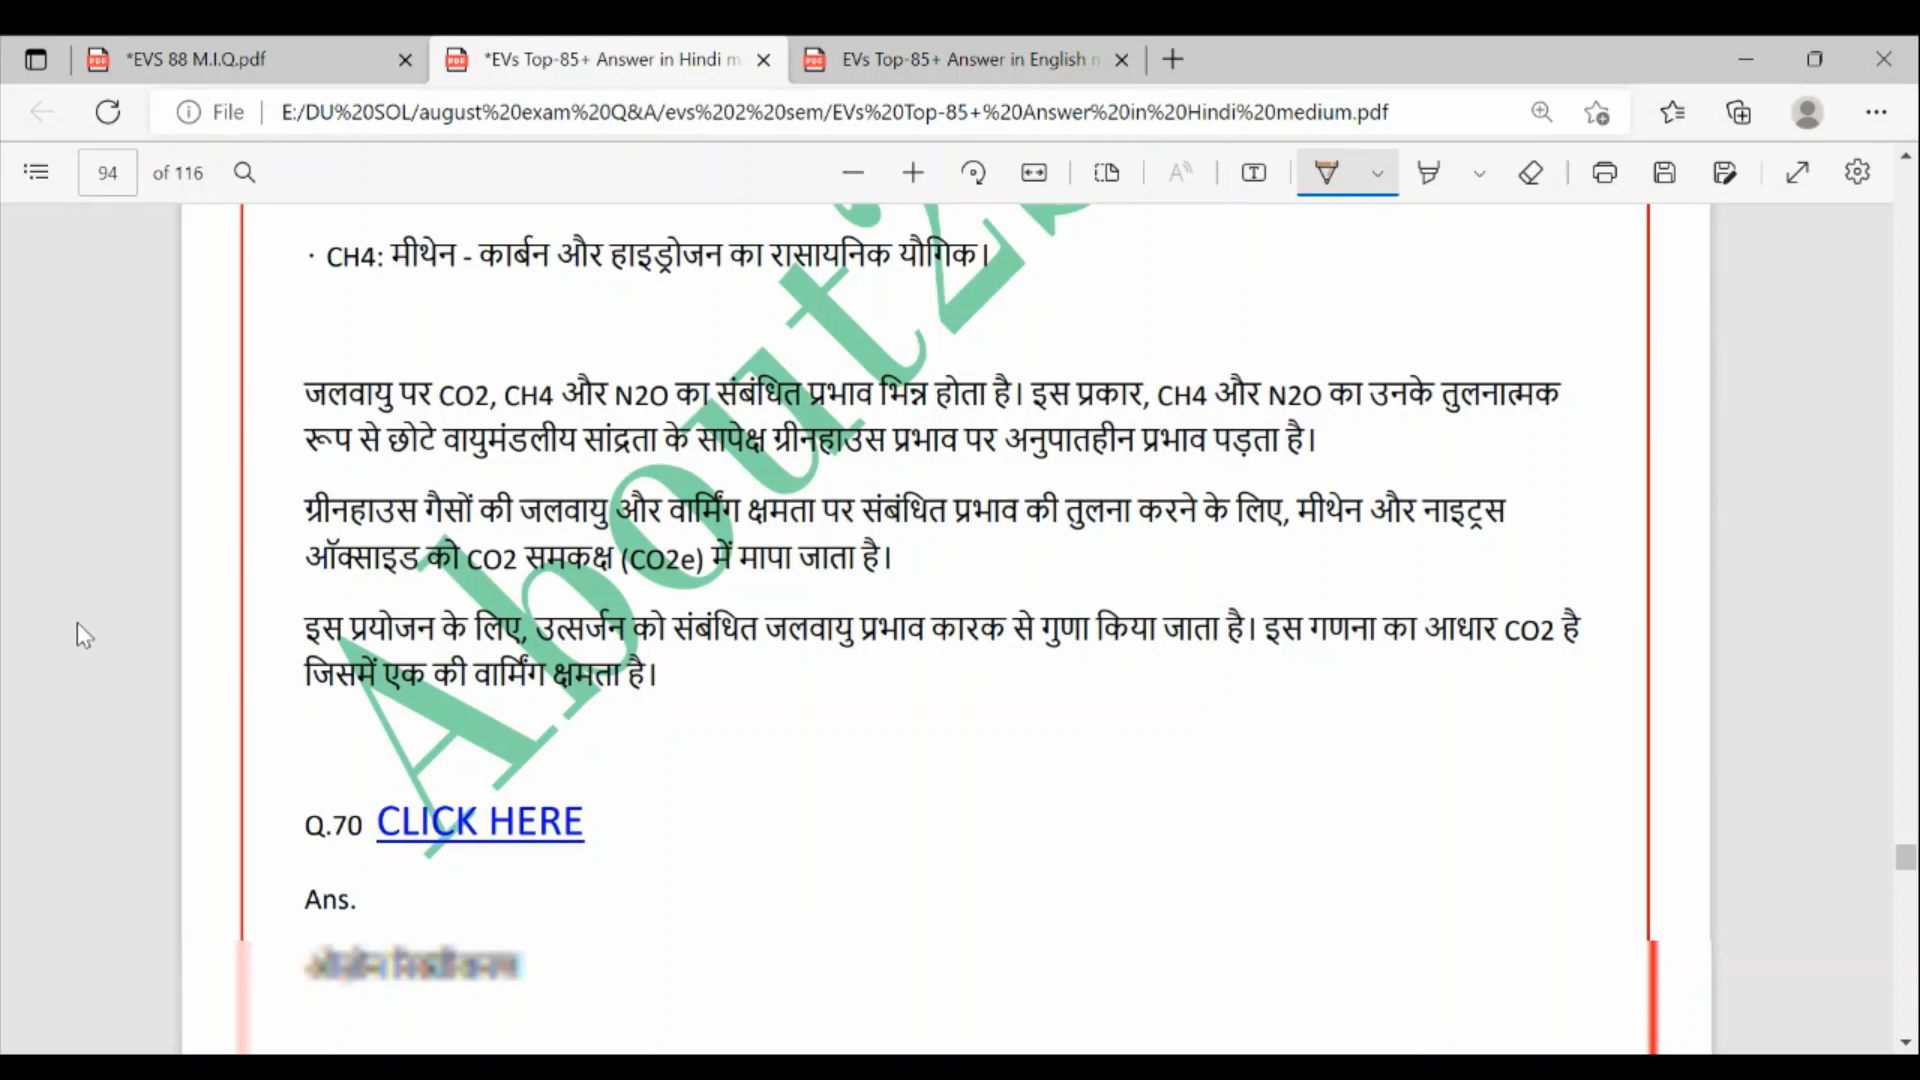 *EVS 88 M.I.Q.pdf
*EVs Top-85+ Answer in Hindi m
EVs Top-85+ Answer in English
File
E:/DU%20SOL/august%20exam%20Q&A/evs%202%20sem/EVs%20Top-85+%20Answer%20in%20Hindi%20medium.pdf
94 of 116
· CH4: मीथेन - कार्बन और हाइड्रोजन का रासायनिक यौगिक।
जलवायु पर CO2, CH4 और N2O का संबंधित प्रभाव भिन्न होता है। इस प्रकार, CH4 और N2O का उनके तुलनात्मक
रूप से छोटे वायुमंडलीय सांद्रता के सापेक्ष ग्रीनहाउस प्रभाव पर अनुपातहीन प्रभाव पड़ता है।
ग्रीनहाउस गैसों की जलवायु और वार्मिंग क्षमता पर संबंधित प्रभाव की तुलना करने के लिए, मीथेन और नाइट्रस
ऑक्साइड को CO2 समकक्ष (CO2e) में मापा जाता है।
इस प्रयोजन के लिए, उत्सर्जन को संबंधित जलवायु प्रभाव कारक से गुणा किया जाता है। इस गणना का आधार CO2 है
जिसमें एक की वार्मिंग क्षमता है।
Q.70 CLICK HERE
Ans.
About